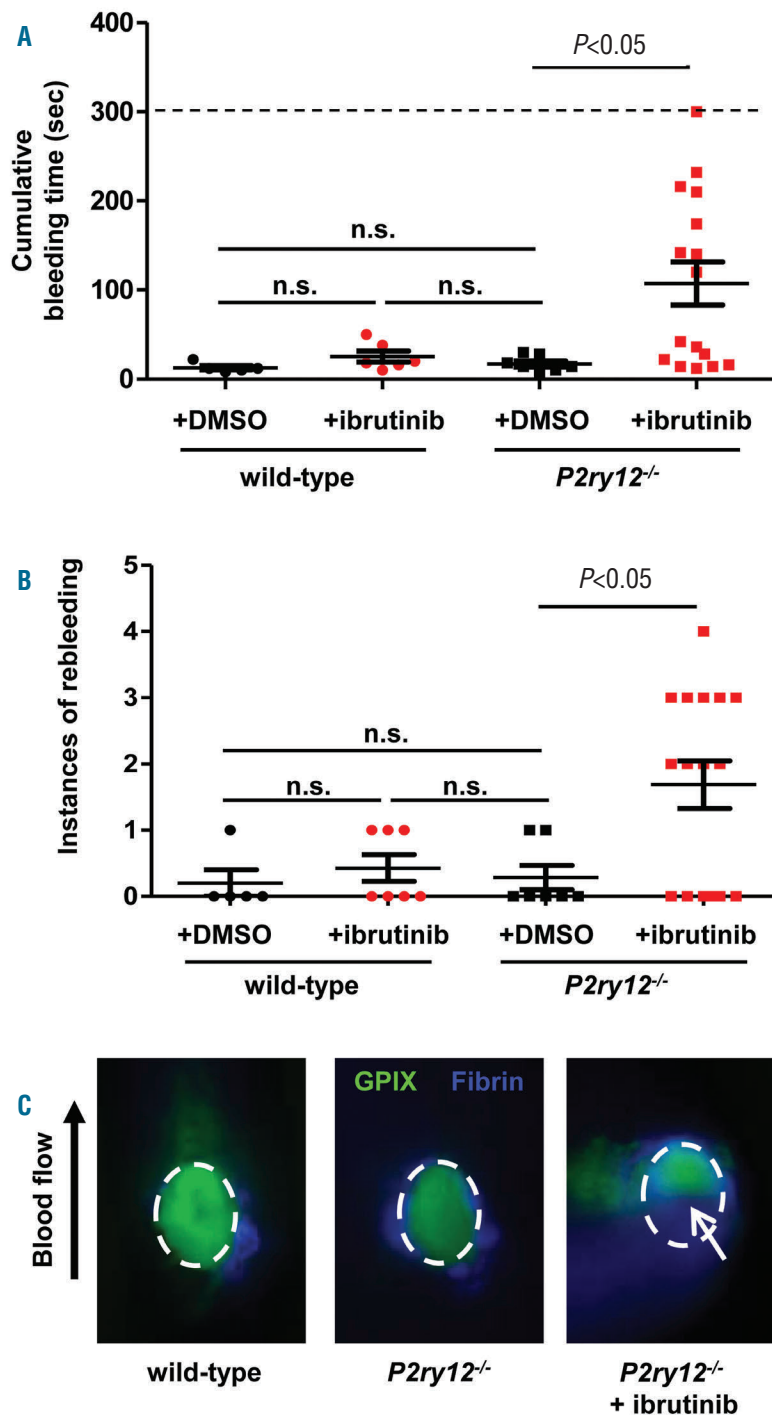 A
Cumulative
bleeding time (sec)
400
300
200
100
0
P<0.05
n.s.
n.s.
n.s.
+DMSO
+ibrutinib
+DMSO
+ibrutinib
wild-type
P2ry12-/-
B
Instances of rebleeding
5
4
3
2
1
0
P<0.05
n.s.
n.s.
n.s.
+DMSO
+ibrutinib
+DMSO
+ibrutinib
wild-type
P2ry12-/-
C
Blood flow
GPIX
Fibrin
wild-type
P2ry12-/-
P2ry12-/-
+ ibrutinib